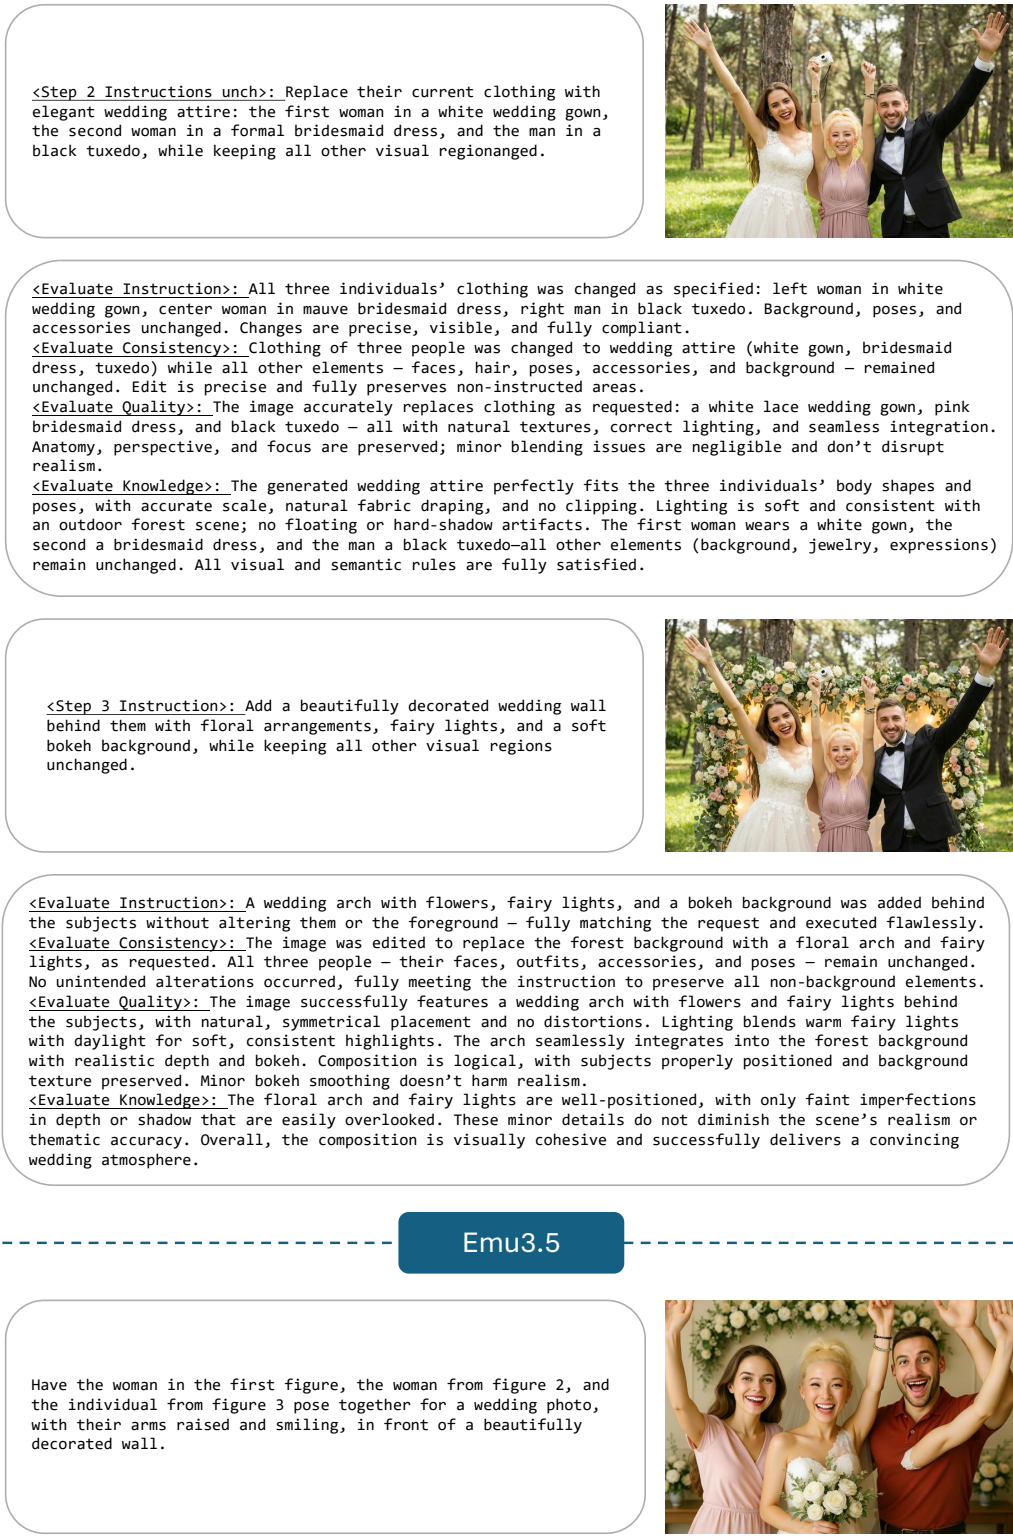 <Step 2 Instructions unch>: Replace their current clothing with
elegant wedding attire: the first woman in a white wedding gown,
the second woman in a formal bridesmaid dress, and the man in a
black tuxedo, while keeping all other visual regionanged.
<Evaluate Instruction>: All three individuals’ clothing was changed as specified: left woman in white
wedding gown, center woman in mauve bridesmaid dress, right man in black tuxedo. Background, poses, and
accessories unchanged. Changes are precise, visible, and fully compliant.
<Evaluate Consistency>: Clothing of three people was changed to wedding attire (white gown, bridesmaid
dress, tuxedo) while all other elements — faces, hair, poses, accessories, and background — remained
unchanged. Edit is precise and fully preserves non-instructed areas.
<Evaluate Quality>: The image accurately replaces clothing as requested: a white lace wedding gown, pink
bridesmaid dress, and black tuxedo — all with natural textures, correct lighting, and seamless integration.
Anatomy, perspective, and focus are preserved; minor blending issues are negligible and don’t disrupt
realism.
<Evaluate Knowledge>: The generated wedding attire perfectly fits the three individuals’ body shapes and
poses, with accurate scale, natural fabric draping, and no clipping. Lighting is soft and consistent with
an outdoor forest scene; no floating or hard-shadow artifacts. The first woman wears a white gown, the
second a bridesmaid dress, and the man a black tuxedo—all other elements (background, jewelry, expressions)
remain unchanged. All visual and semantic rules are fully satisfied.
<Step 3 Instruction>: Add a beautifully decorated wedding wall
behind them with floral arrangements, fairy lights, and a soft
bokeh background, while keeping all other visual regions
unchanged.
<Evaluate Instruction>: A wedding arch with flowers, fairy lights, and a bokeh background was added behind
the subjects without altering them or the foreground — fully matching the request and executed flawlessly.
<Evaluate Consistency>: The image was edited to replace the forest background with a floral arch and fairy
lights, as requested. All three people — their faces, outfits, accessories, and poses — remain unchanged.
No unintended alterations occurred, fully meeting the instruction to preserve all non-background elements.
<Evaluate Quality>: The image successfully features a wedding arch with flowers and fairy lights behind
the subjects, with natural, symmetrical placement and no distortions. Lighting blends warm fairy lights
with daylight for soft, consistent highlights. The arch seamlessly integrates into the forest background
with realistic depth and bokeh. Composition is logical, with subjects properly positioned and background
texture preserved. Minor bokeh smoothing doesn’t harm realism.
<Evaluate Knowledge>: The floral arch and fairy lights are well-positioned, with only faint imperfections
in depth or shadow that are easily overlooked. These minor details do not diminish the scene’s realism or
thematic accuracy. Overall, the composition is visually cohesive and successfully delivers a convincing
wedding atmosphere.
Emu3.5
Have the woman in the first figure, the woman from figure 2, and
the individual from figure 3 pose together for a wedding photo,
with their arms raised and smiling, in front of a beautifully
decorated wall.